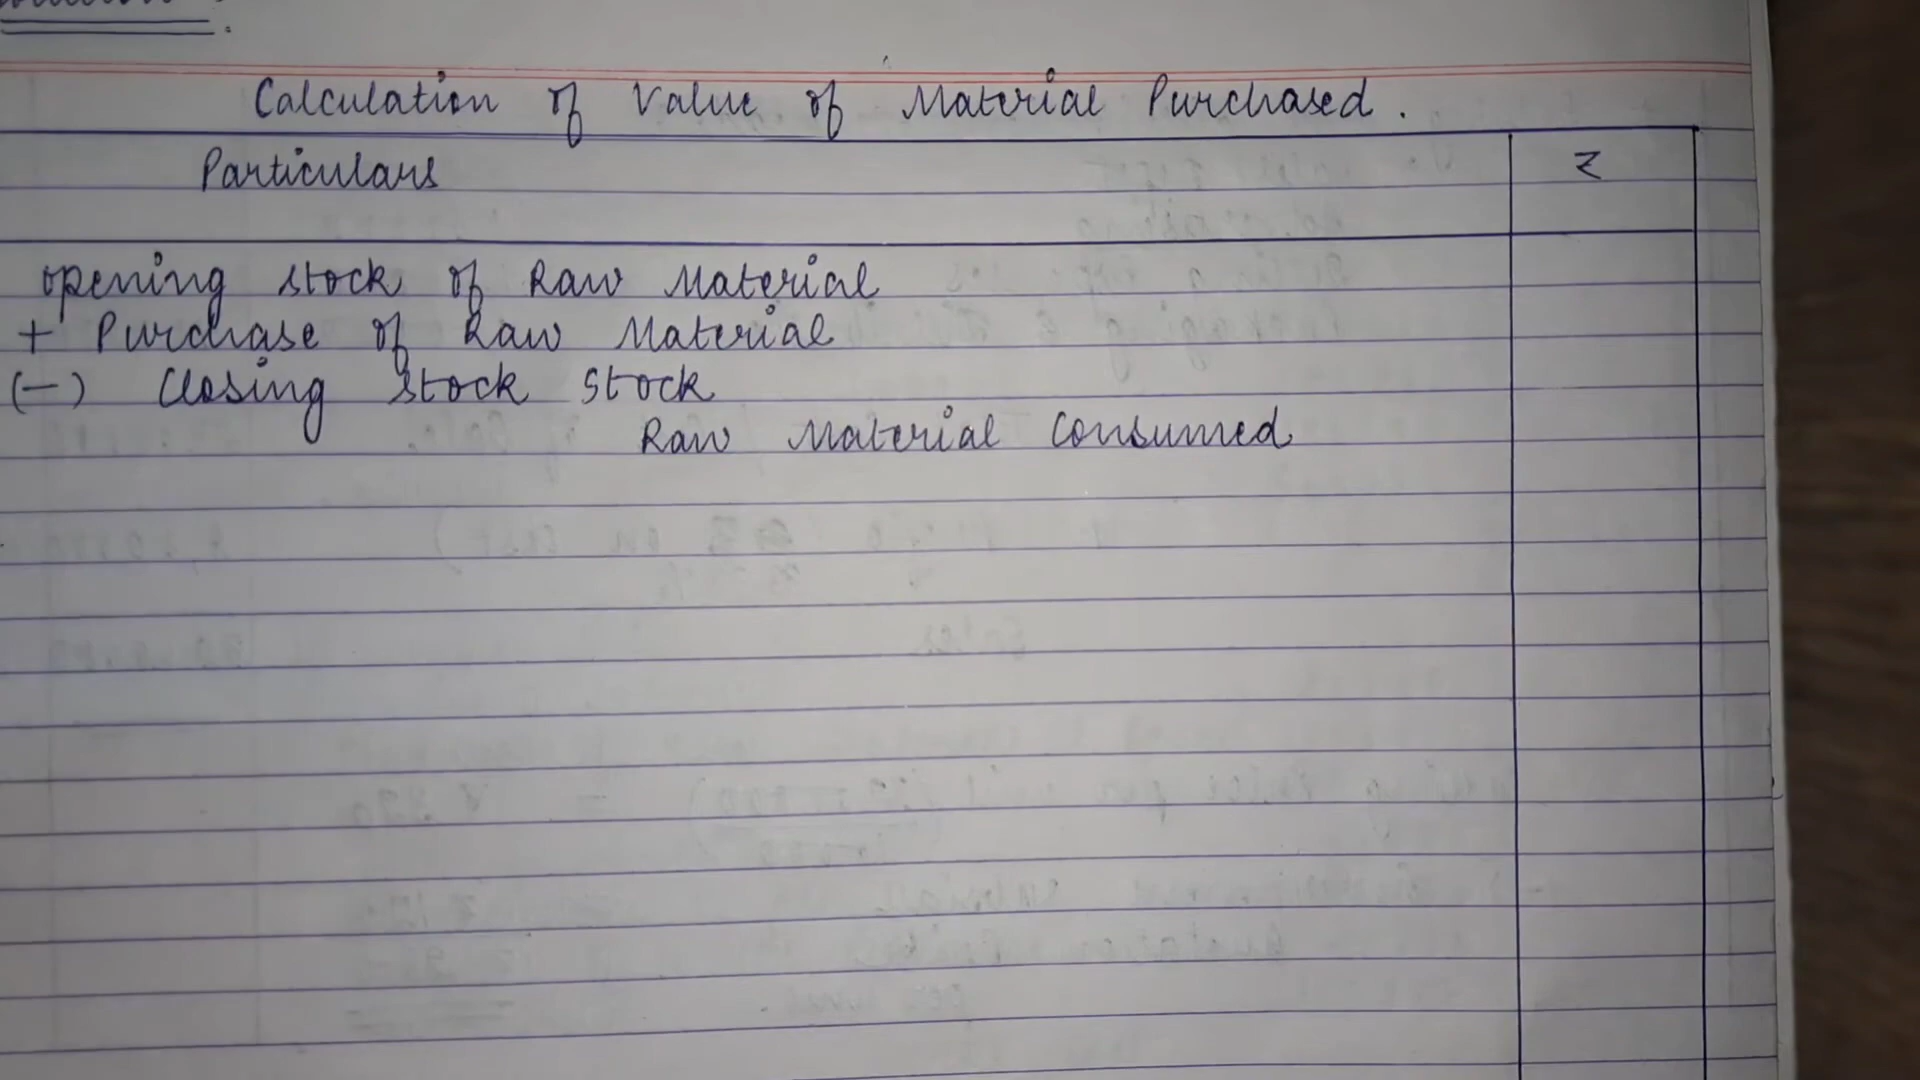 Calculation of Value of Material Purchased.
Particulars ₹
opening stock of Raw Material
+ Purchase of Raw Material
(-) Closing stock stock
Raw Material Consumed